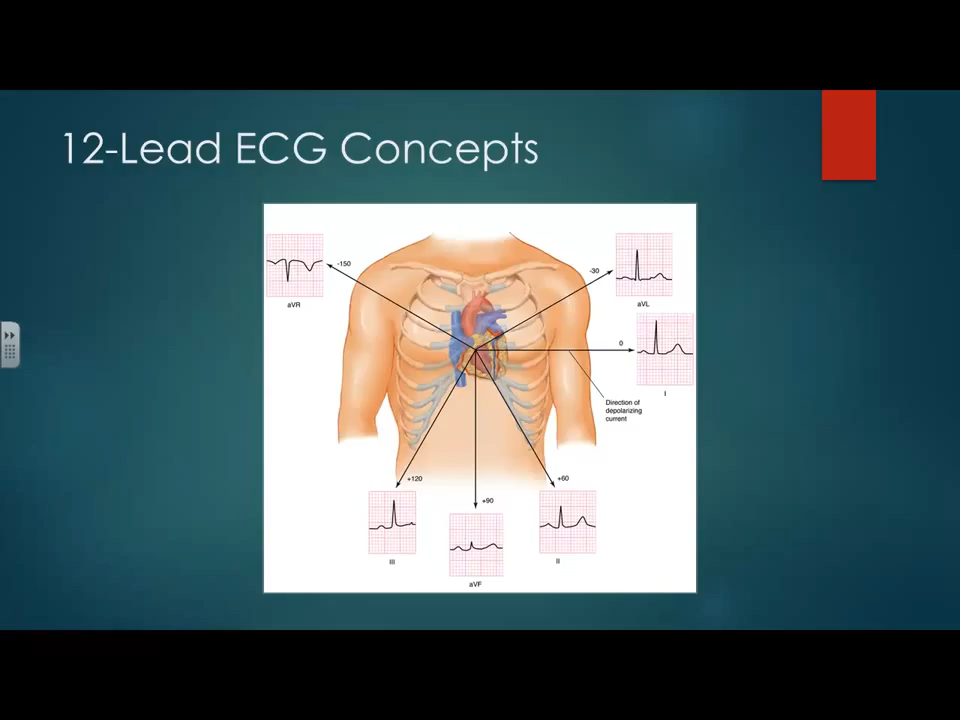 12-Lead ECG Concepts
-150
aVR
-30
aVL
0
I
Direction of
depolarizing
current
+120
III
+90
aVF
+60
II